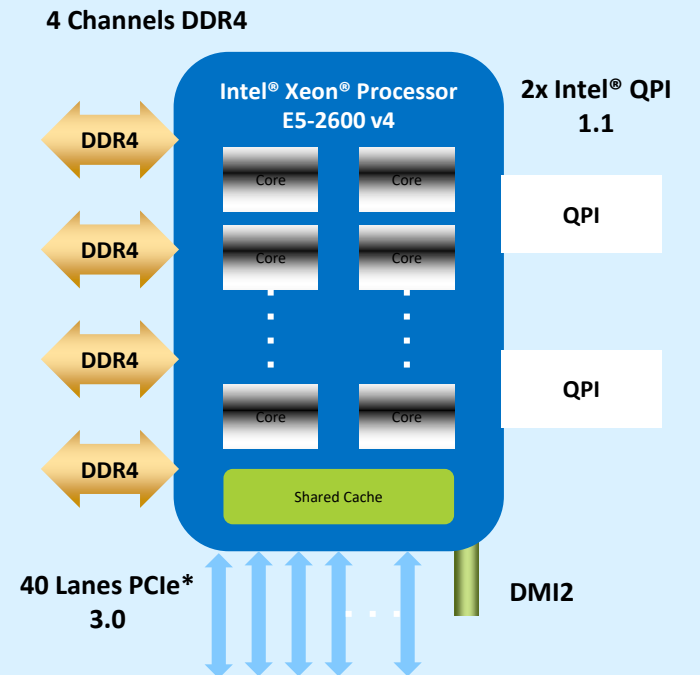 4 Channels DDR4
Intel® Xeon® Processor
E5-2600 v4
2x Intel® QPI
1.1
DDR4
Core
Core
QPI
DDR4
Core
Core
DDR4
QPI
Core
Core
DDR4
Shared Cache
40 Lanes PCIe*
3.0
DMI2